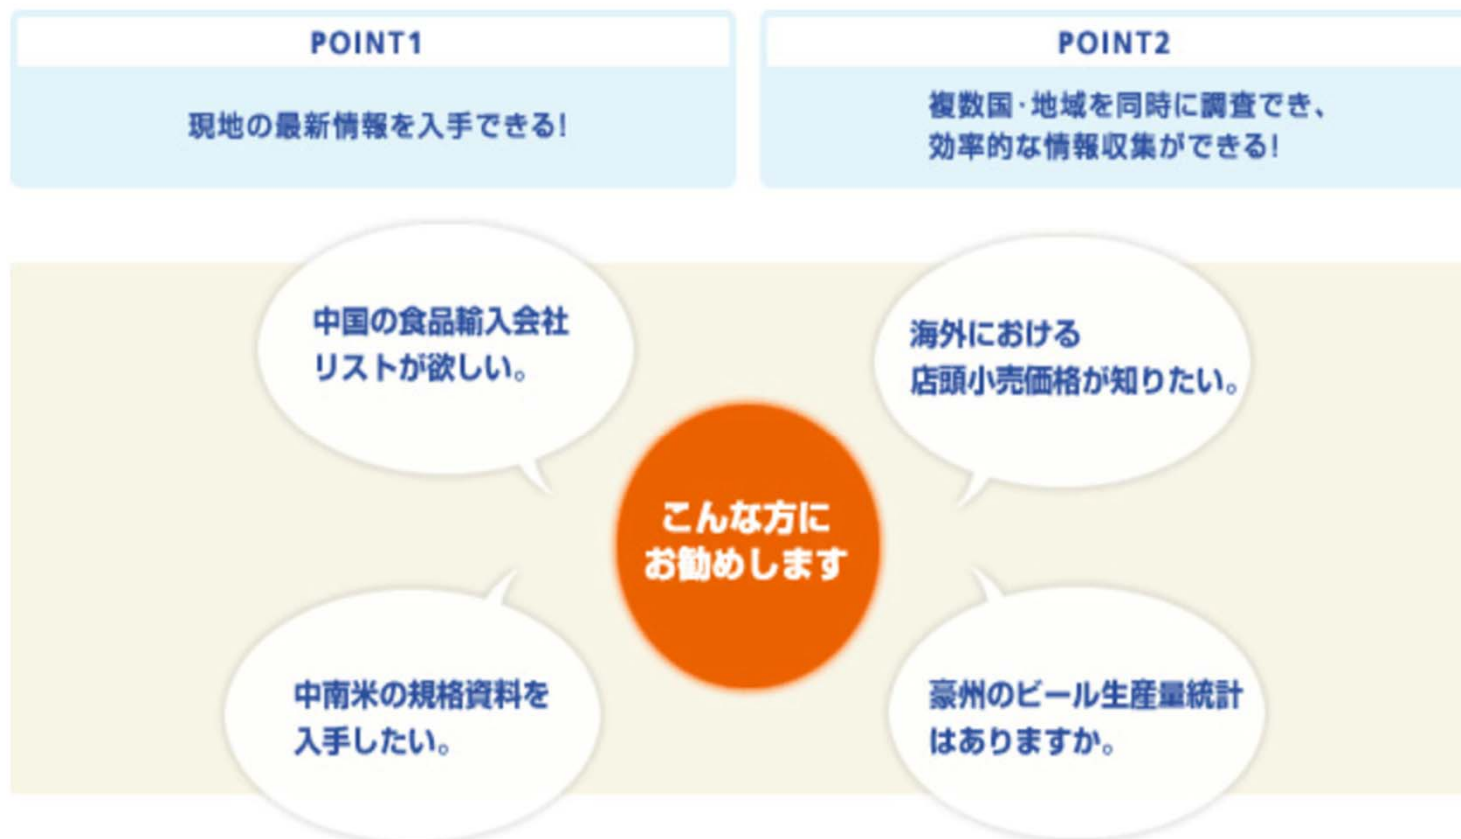 POINT1
現地の最新情報を入手できる!
POINT2
複数国・地域を同時に調査でき、
効率的な情報収集ができる!
中国の食品輸入会社
リストが欲しい。
海外における
店頭小売価格が知りたい。
こんな方に
お勧めします
中南米の規格資料を
入手したい。
豪州のビール生産量統計
はありますか。